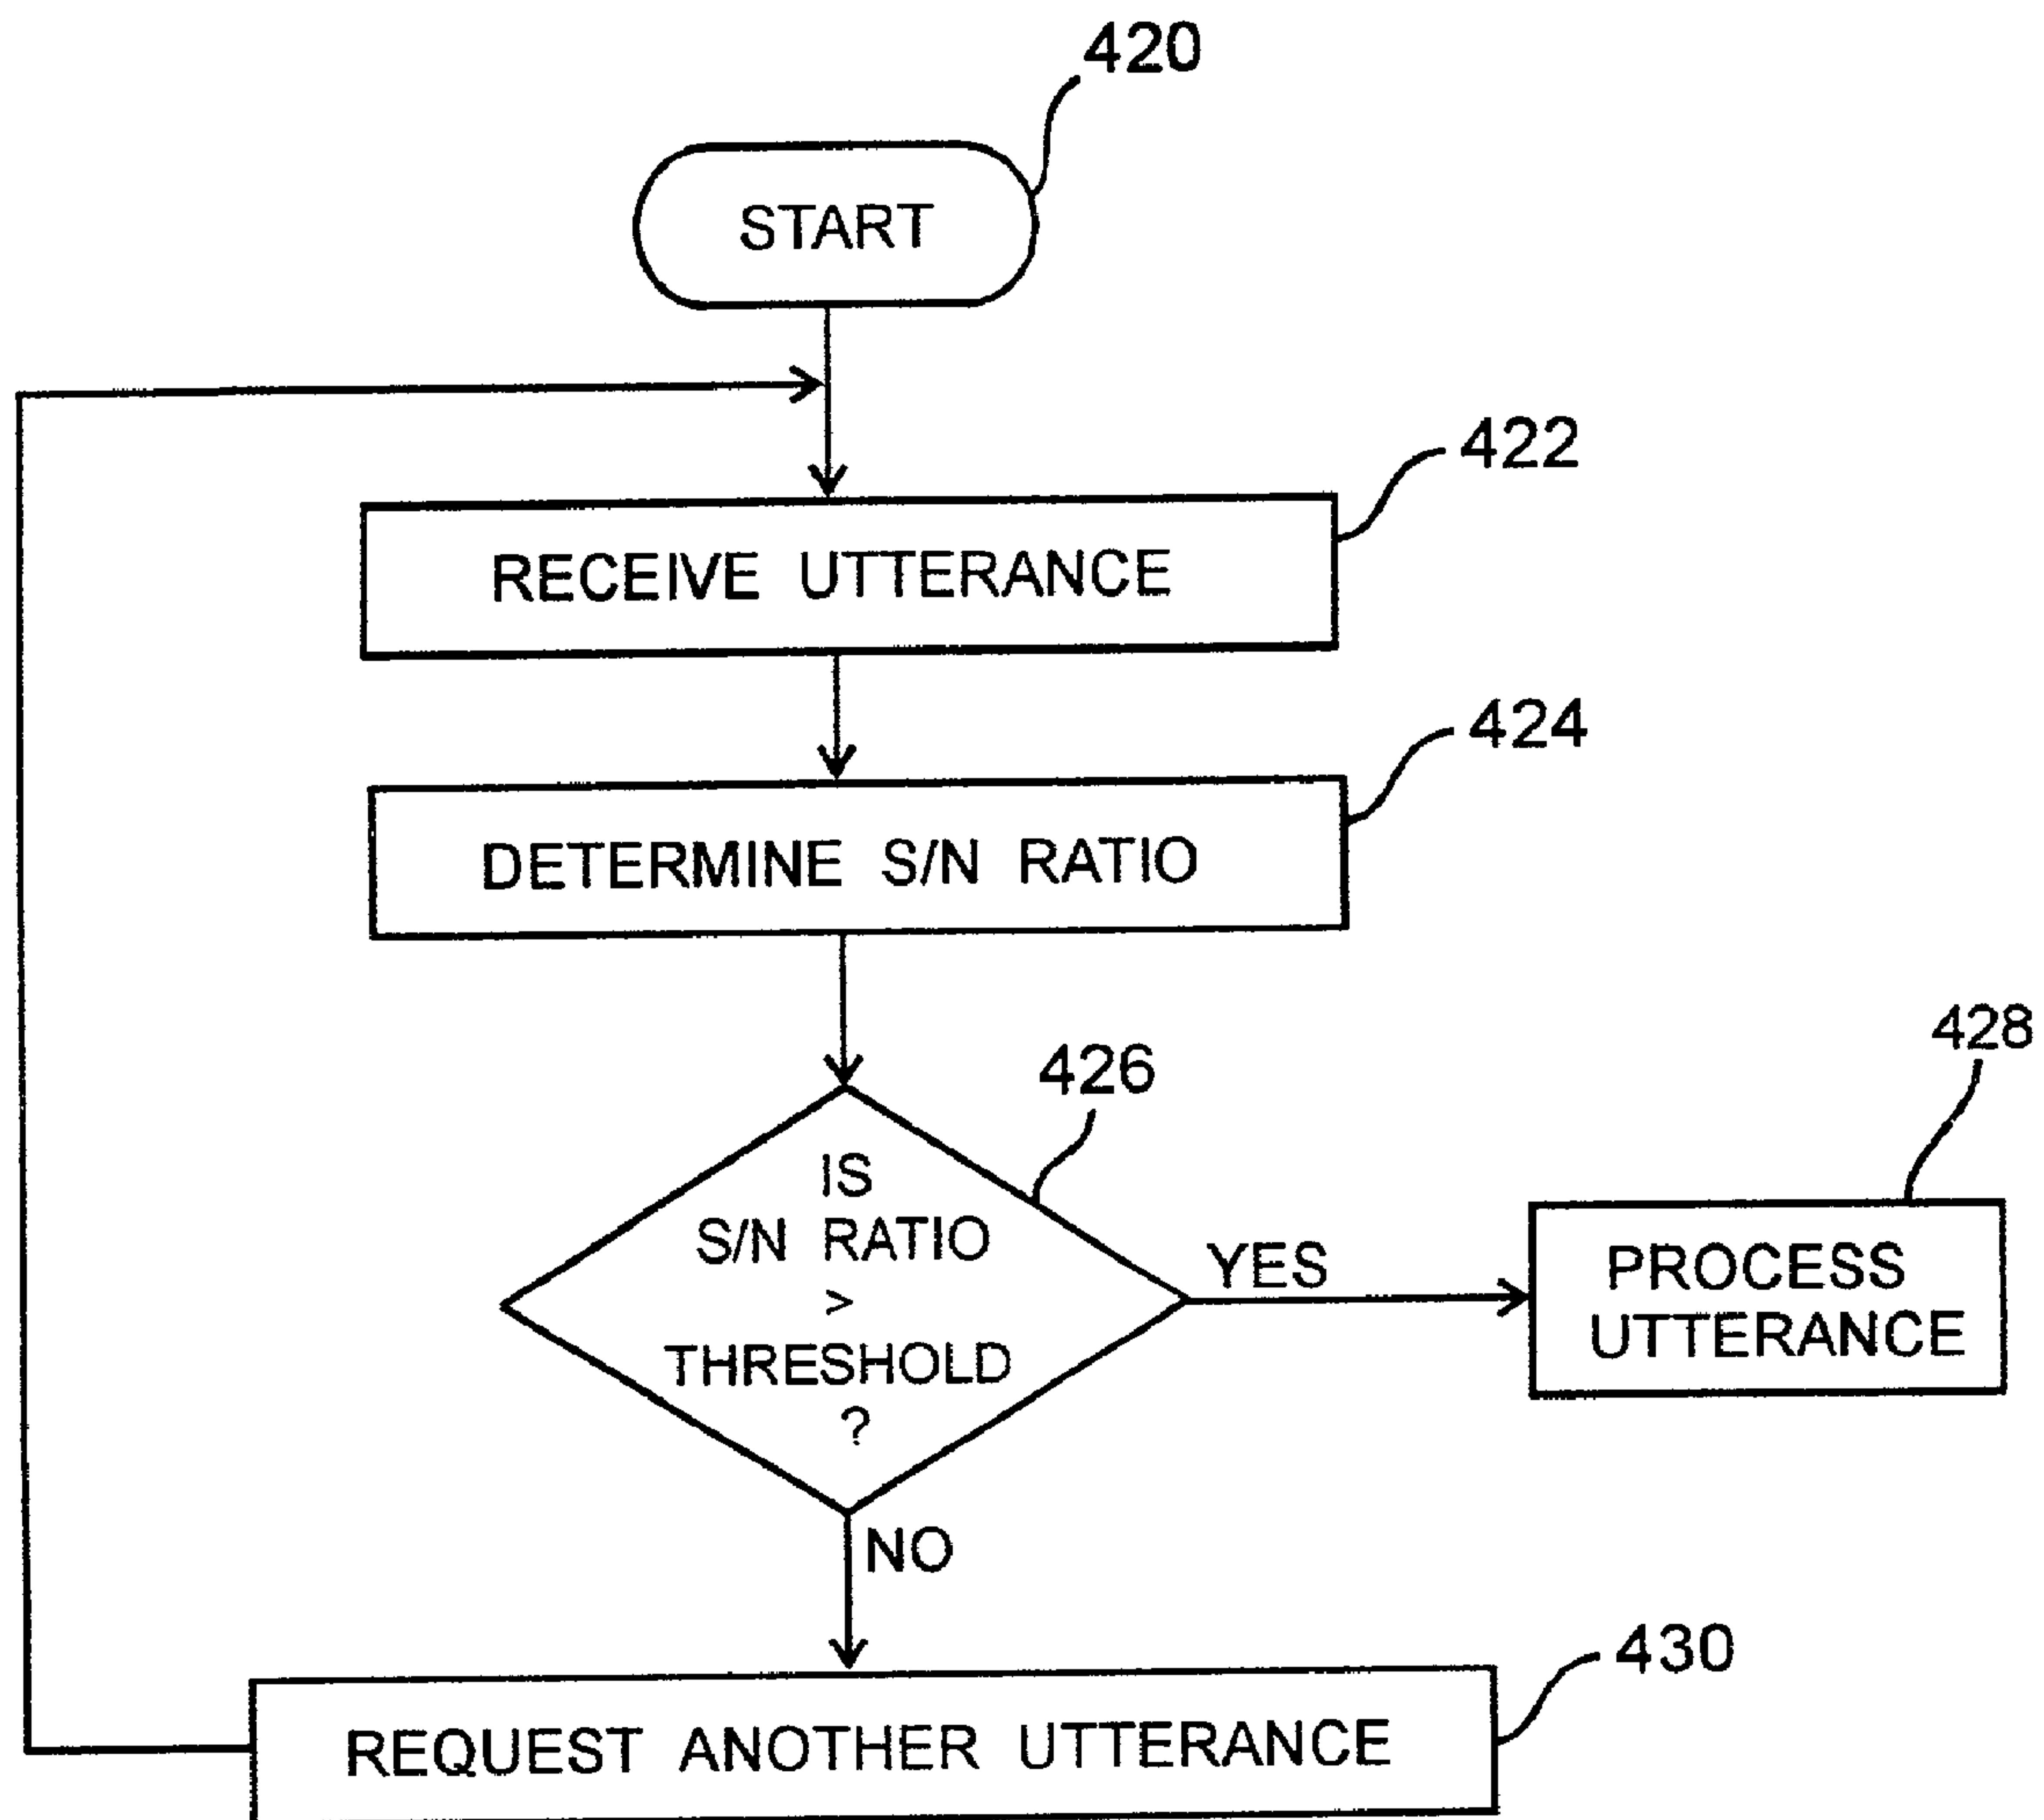 420
START
422
RECEIVE UTTERANCE
424
DETERMINE S/N RATIO
426
428
IS
S/N RATIO
>
THRESHOLD
?
YES
PROCESS
UTTERANCE
NO
430
REQUEST ANOTHER UTTERANCE